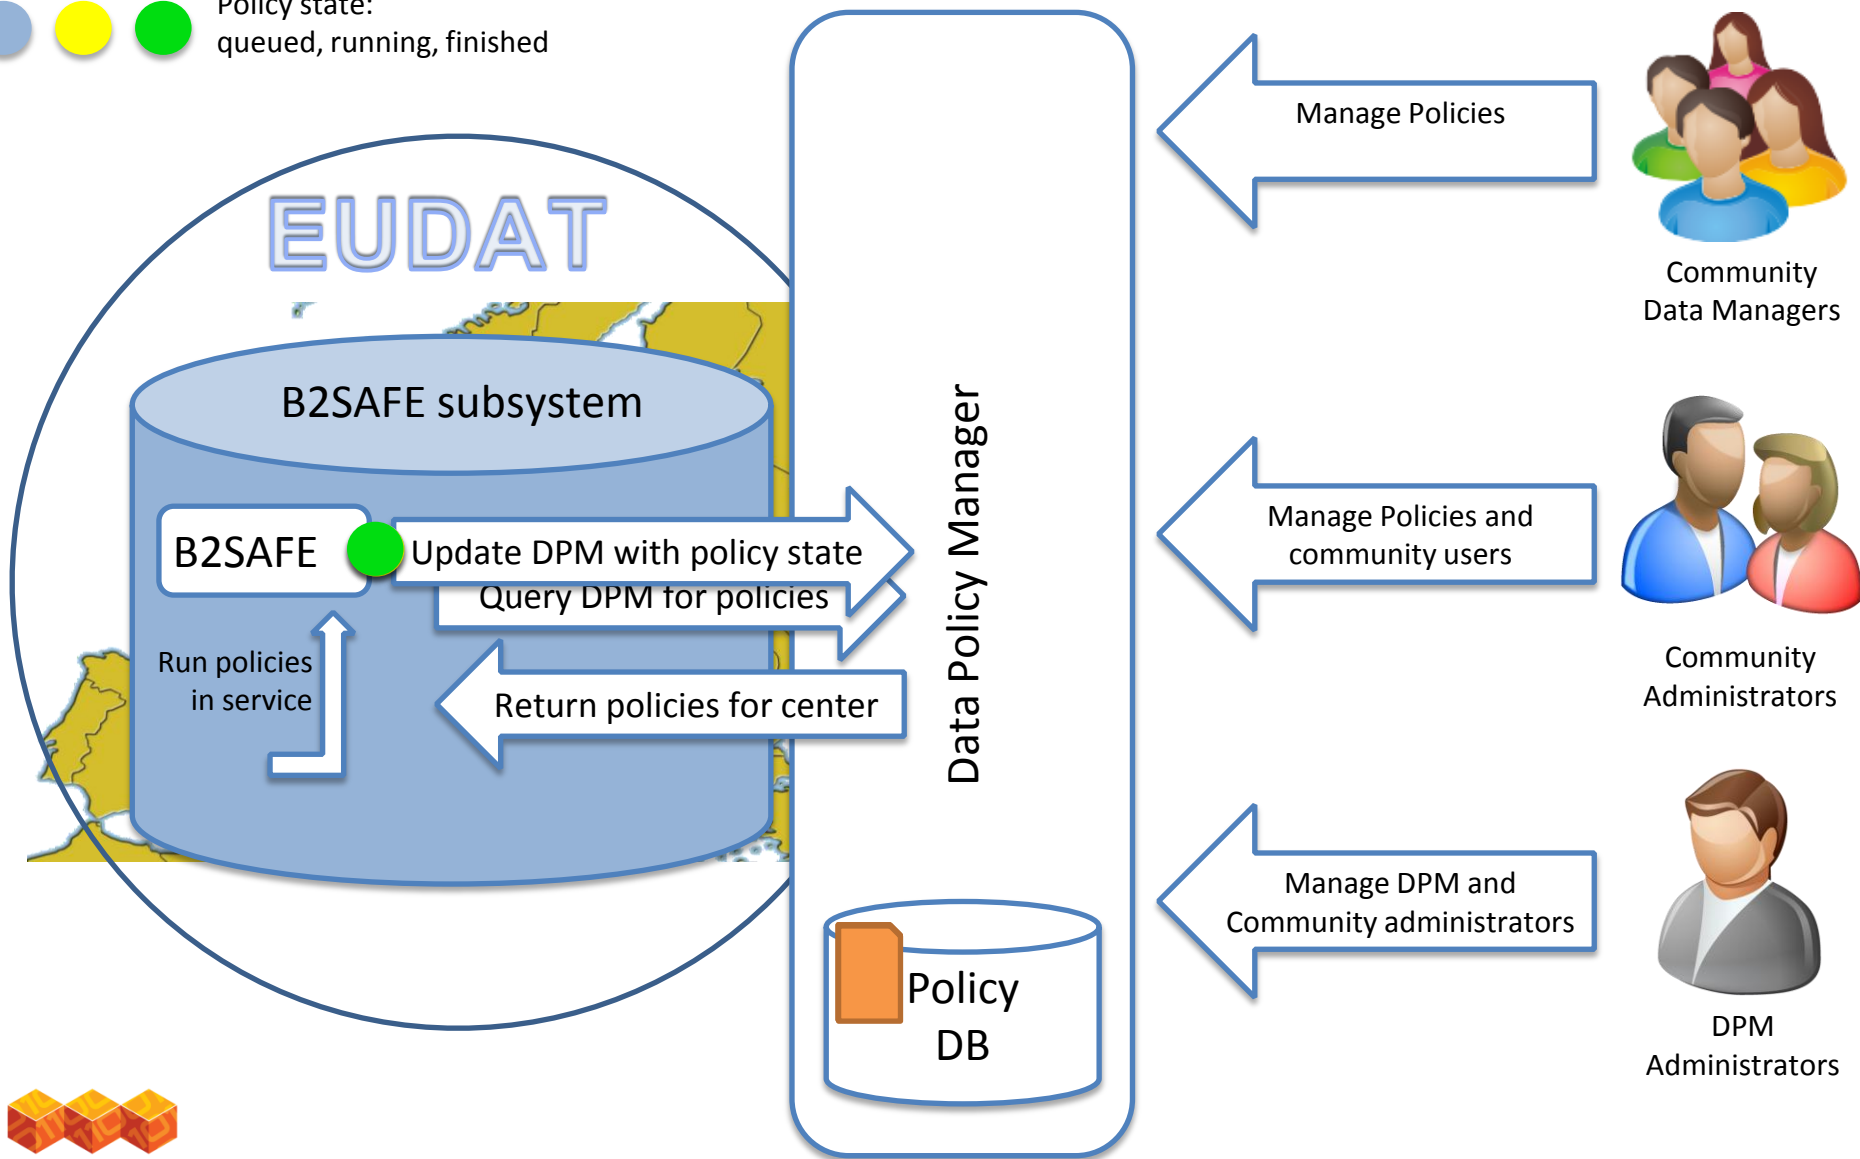 Policy state:
queued, running, finished
EUDAT
B2SAFE subsystem
B2SAFE
Update DPM with policy state
Query DPM for policies
Run policies
in service
Return policies for center
Data Policy Manager
Policy
DB
Manage Policies
Community
Data Managers
Manage Policies and
community users
Community
Administrators
Manage DPM and
Community administrators
DPM
Administrators